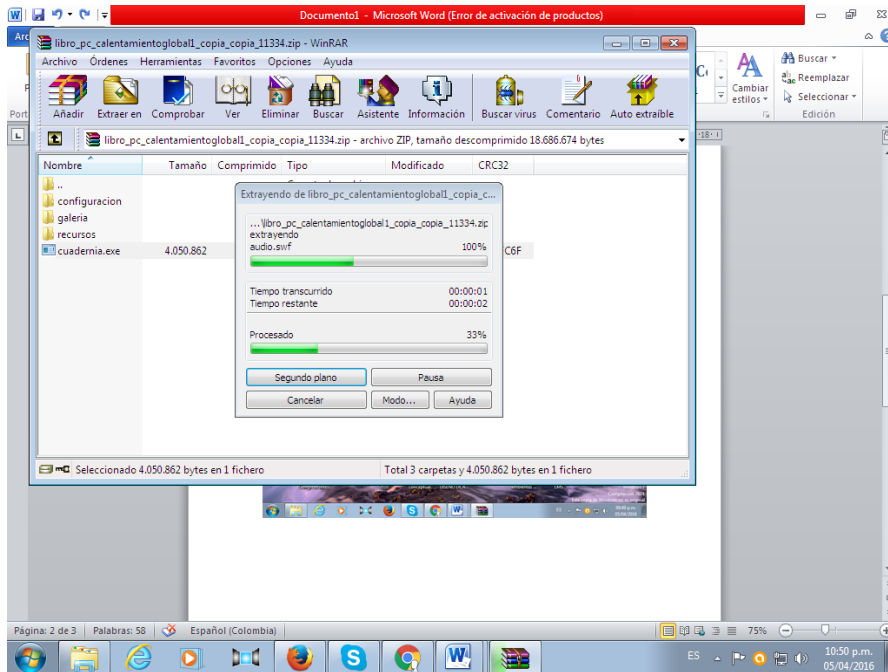 Documento1 - Microsoft Word (Error de activación de productos)
libro_pc_calentamientoglobal1_copia_copia_11334.zip - WinRAR
Archivo Órdenes Herramientas Favoritos Opciones Ayuda
Añadir Extraer en Comprobar Ver Eliminar Buscar Asistente Información Buscar virus Comentario Auto extraíble
libro_pc_calentamientoglobal1_copia_copia_11334.zip - archivo ZIP, tamaño descomprimido 18.686.674 bytes
Nombre Tamaño Comprimido Tipo Modificado CRC32
..
configuracion
galeria
recursos
cuadernia.exe 4.050.862 C6F
Extrayendo de libro_pc_calentamientoglobal1_copia_c...
...\libro_pc_calentamientoglobal1_copia_copia_11334.zip
extrayendo
audio.swf 100%
Tiempo transcurrido 00:00:01
Tiempo restante 00:00:02
Procesado 33%
Segundo plano Pausa
Cancelar Modo... Ayuda
Seleccionado 4.050.862 bytes en 1 fichero Total 3 carpetas y 4.050.862 bytes en 1 fichero
Cambiar
estilos
Buscar
Reemplazar
Seleccionar
Edición
18
Página: 2 de 3 Palabras: 58 Español (Colombia) 75%
ES 10:50 p.m.
05/04/2016